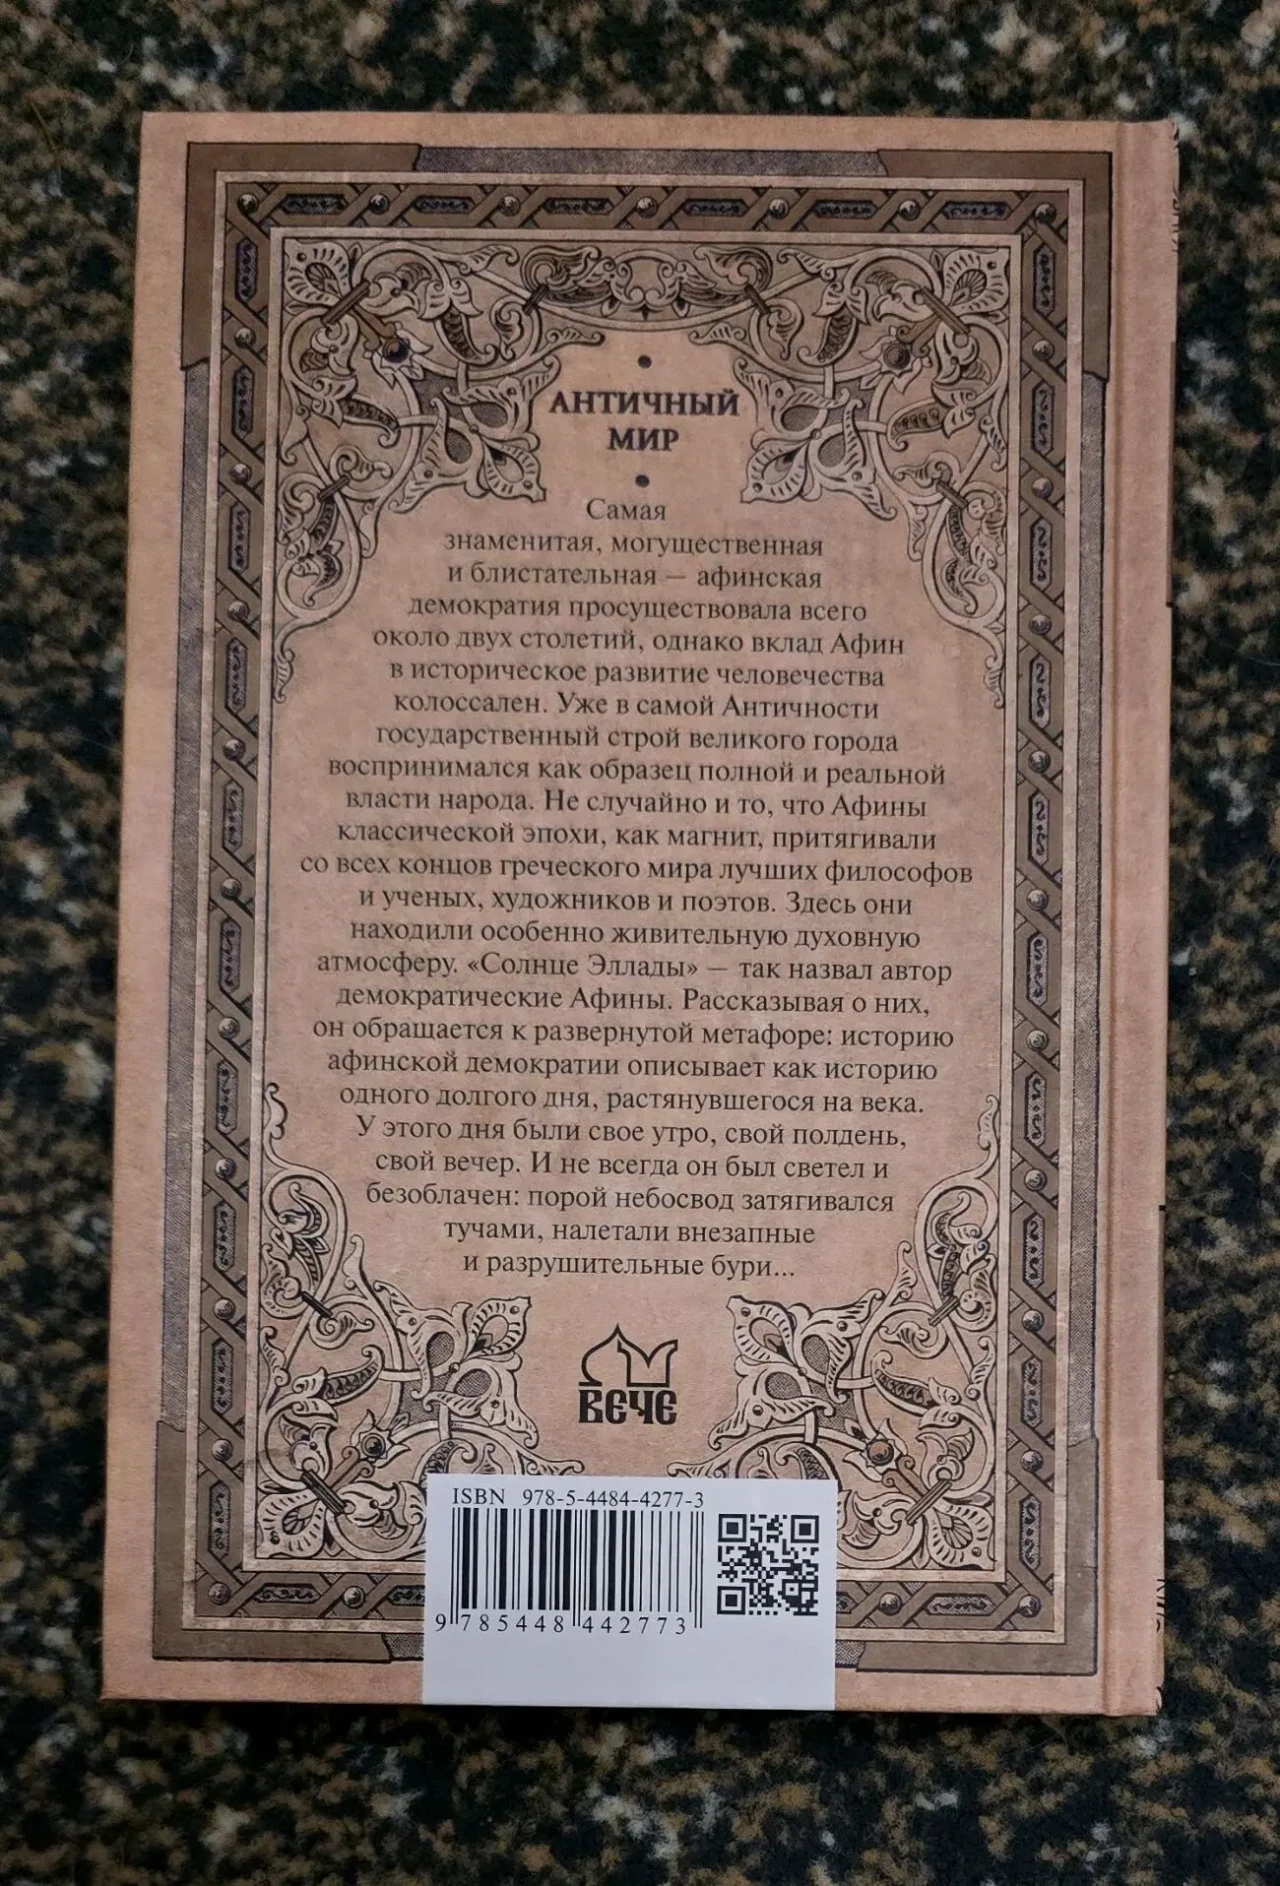 АНТИЧНЫЙ
МИР
Самая
знаменитая, могущественная
и блистательная — афинская
демократия просуществовала всего
около двух столетий, однако вклад Афин
в историческое развитие человечества
колоссален. Уже в самой Античности
государственный строй великого города
воспринимался как образец полной и реальной
власти народа. Не случайно и то, что Афины
классической эпохи, как магнит, притягивали
со всех концов греческого мира лучших философов
и ученых, художников и поэтов. Здесь они
находили особенно живительную духовную
атмосферу. «Солнце Эллады» — так назвал автор
демократические Афины. Рассказывая о них,
он обращается к развернутой метафоре: историю
афинской демократии описывает как историю
одного долгого дня, растянувшегося на века.
У этого дня были свое утро, свой полдень,
свой вечер. И не всегда он был светел и
безоблачен: порой небосвод затягивался
тучами, налетали внезапные
и разрушительные бури...
ВЕЧЕ
ISBN 978-5-4484-4277-3
9 785448 442773